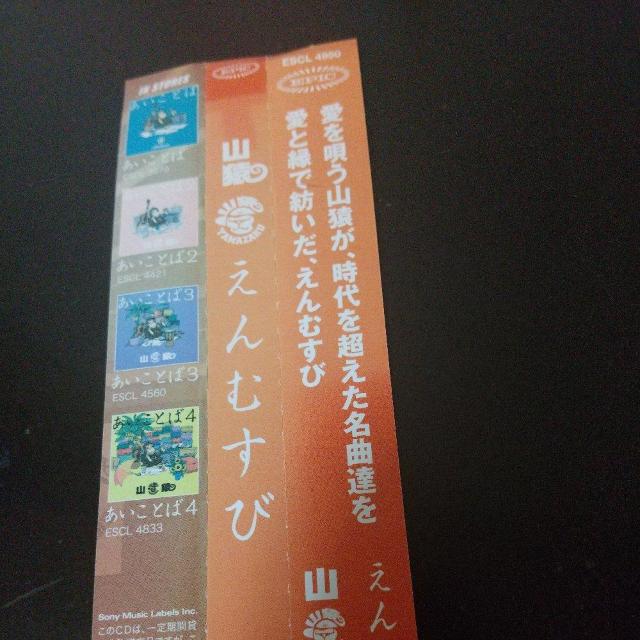 IN STORES
あいことば
あいことば2
ESCL 4421
あいことば3
山猿
あいことば3
ESCL 4560
あいことば4
山猿
あいことば4
ESCL 4833
Sony Music Labels Inc.
このCDは、一定期間貸
EPIC
山猿
YAMAZARU
えんむすび
ESCL 4950
EPIC
愛を唄う山猿が、時代を超えた名曲達を
愛と縁で紡いだ、えんむすび
山
えん